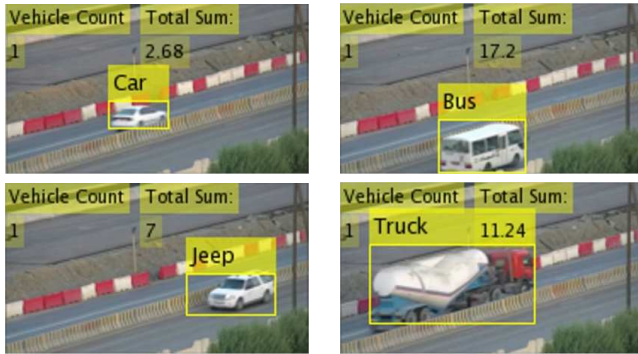 Vehicle Count Total Sum:
1 2.68
Car
Vehicle Count Total Sum:
1 17.2
Bus
Vehicle Count Total Sum:
1 7
Jeep
Vehicle Count Total Sum:
1 11.24
Truck